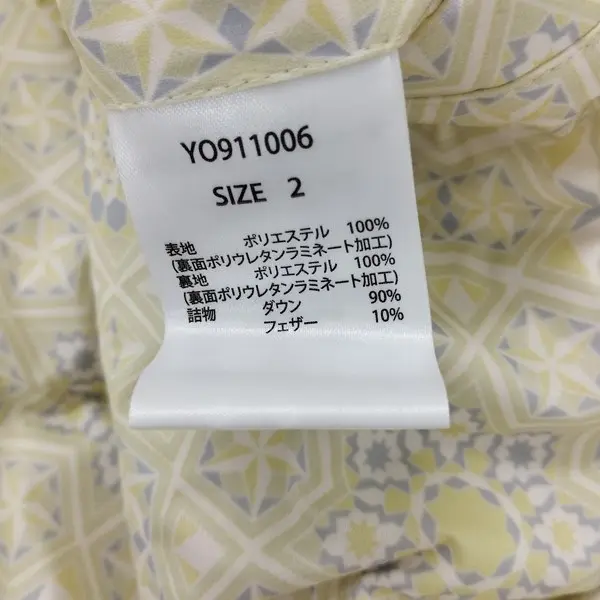 YO911006
SIZE 2
表地 ポリエステル 100%
(裏面ポリウレタンラミネート加工)
裏地 ポリエステル 100%
(裏面ポリウレタンラミネート加工)
詰物 ダウン 90%
フェザー 10%